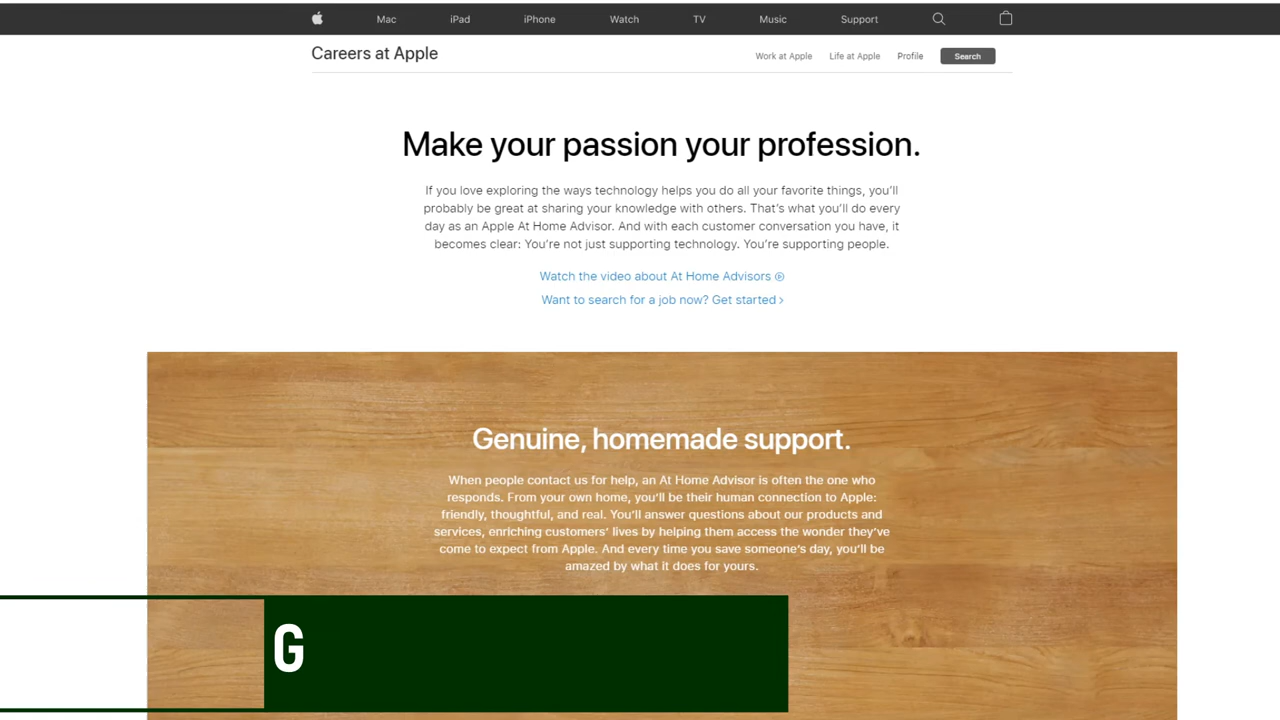 Mac iPad iPhone Watch TV Music Support
Careers at Apple
Work at Apple Life at Apple Profile Search
Make your passion your profession.
If you love exploring the ways technology helps you do all your favorite things, you'll
probably be great at sharing your knowledge with others. That's what you'll do every
day as an Apple At Home Advisor. And with each customer conversation you have, it
becomes clear: You're not just supporting technology. You're supporting people.
Watch the video about At Home Advisors
Want to search for a job now? Get started >
Genuine, homemade support.
When people contact us for help, an At Home Advisor is often the one who
responds. From your own home, you'll be their human connection to Apple:
friendly, thoughtful, and real. You'll answer questions about our products and
services, enriching customers' lives by helping them access the wonder they've
come to expect from Apple. And every time you save someone's day, you'll be
amazed by what it does for yours.
G